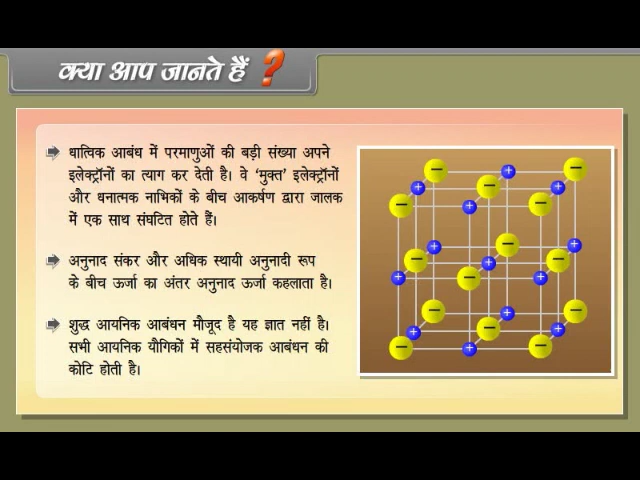 क्या आप जानते हैं ?
धात्विक आबंध में परमाणुओं की बड़ी संख्या अपने
इलेक्ट्रॉनों का त्याग कर देती है। वे ‘मुक्त’ इलेक्ट्रॉनों
और धनात्मक नाभिकों के बीच आकर्षण द्वारा जालक
में एक साथ संघटित होते हैं।
अनुनाद संकर और अधिक स्थायी अनुनादी रूप
के बीच ऊर्जा का अंतर अनुनाद ऊर्जा कहलाता है।
शुद्ध आयनिक आबंधन मौजूद है यह ज्ञात नहीं है।
सभी आयनिक यौगिकों में सहसंयोजक आबंधन की
कोटि होती है।